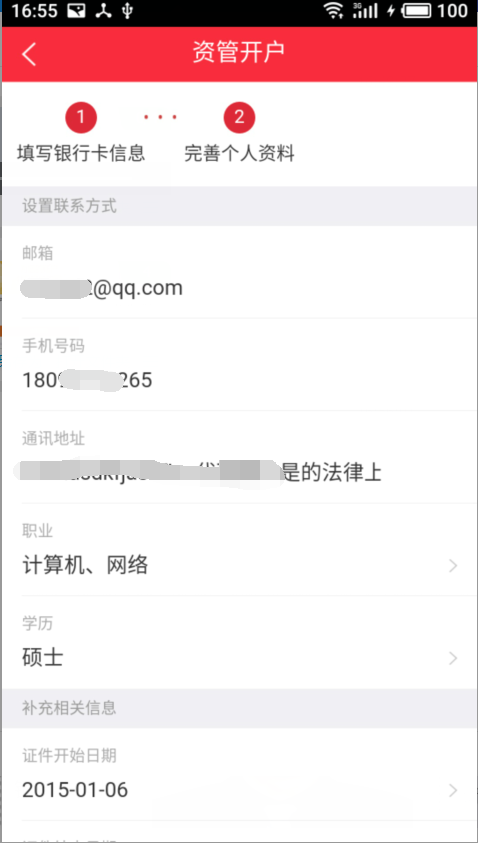 16:55 3G 100
资管开户
1 2
填写银行卡信息 完善个人资料
设置联系方式
邮箱
@qq.com
手机号码
180 265
通讯地址
是的法律上
职业
计算机、网络
学历
硕士
补充相关信息
证件开始日期
2015-01-06